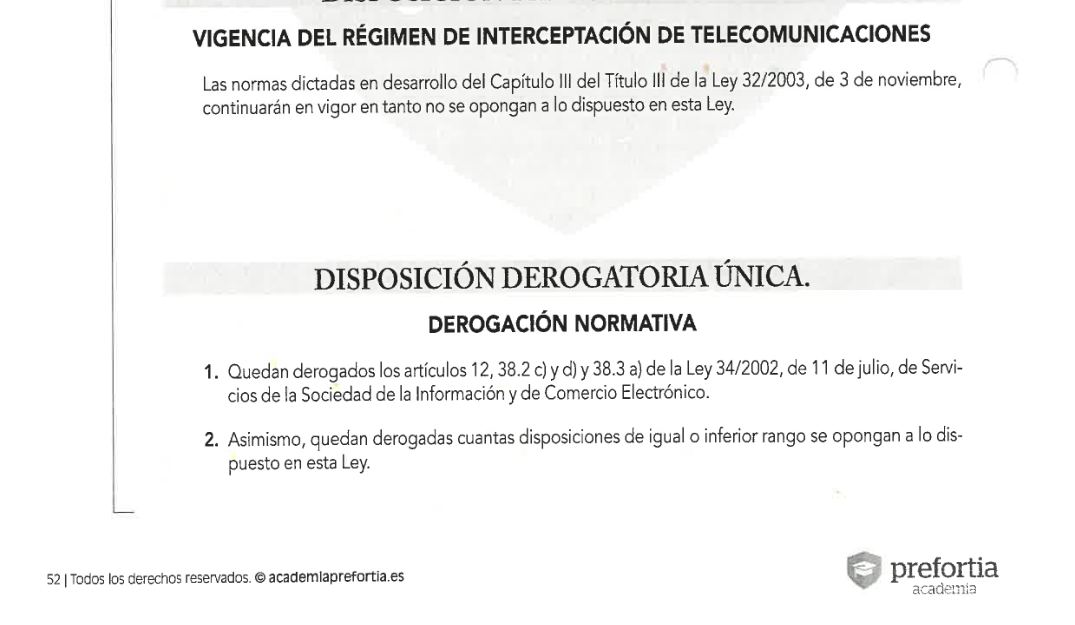 VIGENCIA DEL RÉGIMEN DE INTERCEPTACIÓN DE TELECOMUNICACIONES
Las normas dictadas en desarrollo del Capítulo III del Título III de la Ley 32/2003, de 3 de noviembre,
continuarán en vigor en tanto no se opongan a lo dispuesto en esta Ley.
DISPOSICIÓN DEROGATORIA ÚNICA.
DEROGACIÓN NORMATIVA
1. Quedan derogados los artículos 12, 38.2 c) y d) y 38.3 a) de la Ley 34/2002, de 11 de julio, de Servi-
cios de la Sociedad de la Información y de Comercio Electrónico.
2. Asimismo, quedan derogadas cuantas disposiciones de igual o inferior rango se opongan a lo dis-
puesto en esta Ley.
52 | Todos los derechos reservados. © academiaprefortia.es
prefortia
academia